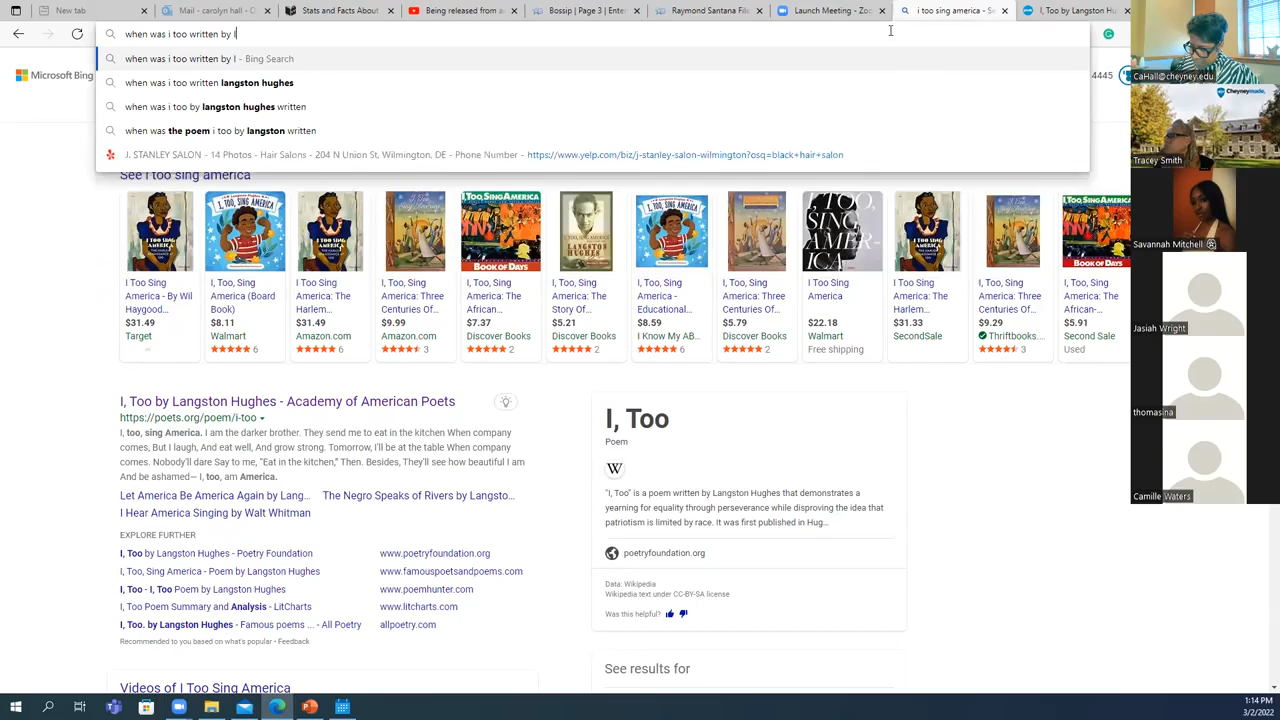 New tab
Mail - carolyn hall - O
Stats and Facts About
Being released from a
Bossip | Page 3 | Enter
Raymond Santana File
Launch Meeting - Zoo
i too sing america - Se
I, Too by Langston Hu
when was i too written by l
when was i too written by l - Bing Search
when was i too written langston hughes
when was i too by langston hughes written
when was the poem i too by langston written
J. STANLEY SALON - 14 Photos - Hair Salons - 204 N Union St, Wilmington, DE - Phone Number - https://www.yelp.com/biz/j-stanley-salon-wilmington?osq=black+hair+salon
Microsoft Bing
4445
See i too sing america
I Too Sing America - By Wil Haygood...
$31.49
Target
I, Too, Sing America (Board Book)
$8.11
Walmart
6
I Too Sing America: The Harlem...
$31.49
Amazon.com
6
I, Too, Sing America: Three Centuries Of...
$9.99
Amazon.com
3
I, Too, Sing America: The African...
$7.37
Discover Books
2
I, Too, Sing America: The Story Of...
$5.21
Discover Books
2
I, Too, Sing America - Educational...
$8.59
I Know My AB...
6
I, Too, Sing America: Three Centuries Of...
$5.79
Discover Books
2
I, Too Sing America
$22.18
Walmart
Free shipping
I Too Sing America: The Harlem...
$31.33
SecondSale
I, Too, Sing America: Three Centuries Of...
$9.29
Thriftbooks....
3
I, Too, Sing America: The African-...
$5.91
Second Sale
Used
I, Too by Langston Hughes - Academy of American Poets
https://poets.org/poem/i-too
I, too, sing America. I am the darker brother. They send me to eat in the kitchen When company
comes, But I laugh, And eat well, And grow strong. Tomorrow, I'll be at the table When company
comes. Nobody'll dare Say to me, "Eat in the kitchen," Then. Besides, They'll see how beautiful I am
And be ashamed— I, too, am America.
Let America Be America Again by Lang...
The Negro Speaks of Rivers by Langsto...
I Hear America Singing by Walt Whitman
EXPLORE FURTHER
I, Too by Langston Hughes - Poetry Foundation
www.poetryfoundation.org
I, Too, Sing America - Poem by Langston Hughes
www.famouspoetsandpoems.com
I, Too - I, Too Poem by Langston Hughes
www.poemhunter.com
I, Too Poem Summary and Analysis - LitCharts
www.litcharts.com
I, Too. by Langston Hughes - Famous poems ... - All Poetry
allpoetry.com
Recommended to you based on what's popular • Feedback
Videos of I Too Sing America
I, Too
Poem
W
"I, Too" is a poem written by Langston Hughes that demonstrates a
yearning for equality through perseverance while disproving the idea that
patriotism is limited by race. It was first published in Hug...
poetryfoundation.org
Data: Wikipedia
Wikipedia text under CC-BY-SA license
Was this helpful?
See results for
CaHall@cheyney.edu
Cheyneymade.
Tracey Smith
Savannah Mitchell
Jasiah Wright
thomasina
Camille Waters
1:14 PM
3/2/2022